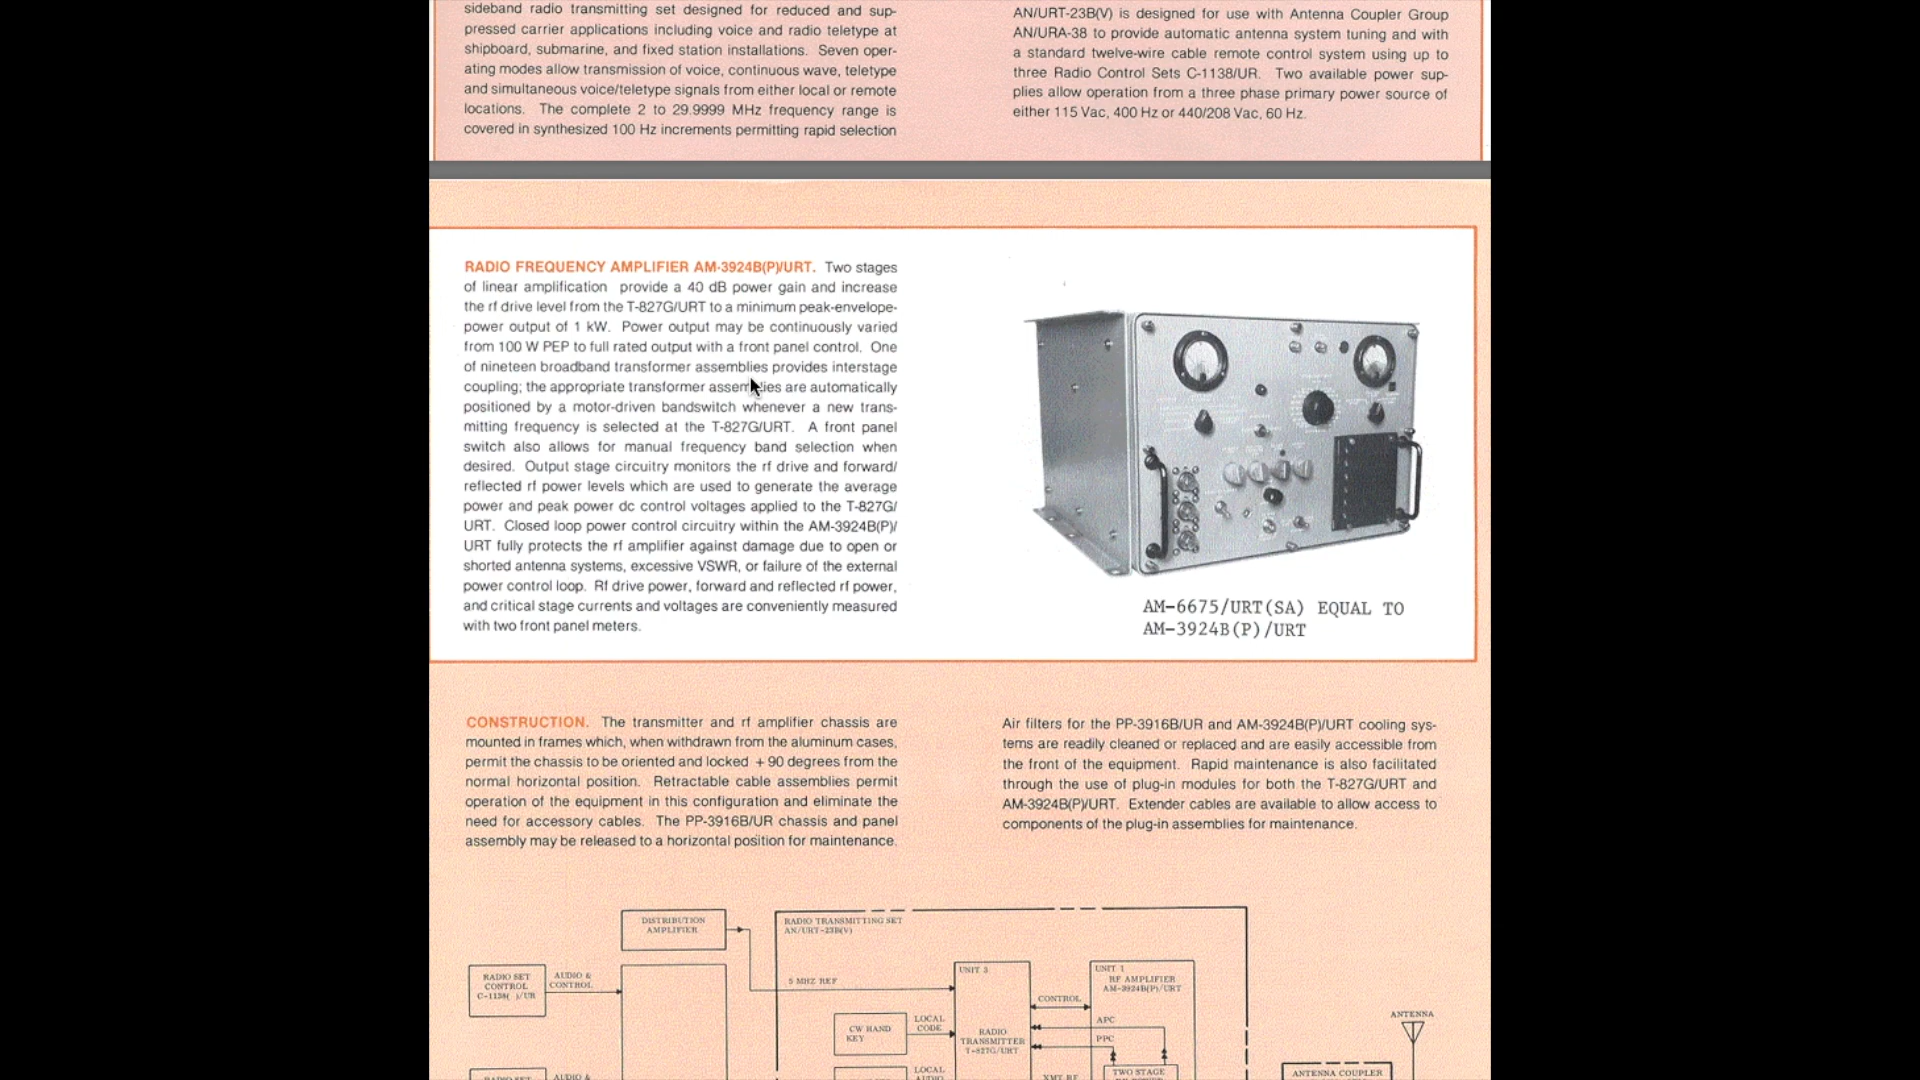 sideband radio transmitting set designed for reduced and sup-
pressed carrier applications including voice and radio teletype at
shipboard, submarine, and fixed station installations. Seven oper-
ating modes allow transmission of voice, continuous wave, teletype
and simultaneous voice/teletype signals from either local or remote
locations. The complete 2 to 29.9999 MHz frequency range is
covered in synthesized 100 Hz increments permitting rapid selection
AN/URT-23B(V) is designed for use with Antenna Coupler Group
AN/URA-38 to provide automatic antenna system tuning and with
a standard twelve-wire cable remote control system using up to
three Radio Control Sets C-1138/UR. Two available power sup-
plies allow operation from a three phase primary power source of
either 115 Vac, 400 Hz or 440/208 Vac, 60 Hz.
RADIO FREQUENCY AMPLIFIER AM-3924B(P)/URT. Two stages
of linear amplification provide a 40 dB power gain and increase
the rf drive level from the T-827G/URT to a minimum peak-envelope-
power output of 1 kW. Power output may be continuously varied
from 100 W PEP to full rated output with a front panel control. One
of nineteen broadband transformer assemblies provides interstage
coupling; the appropriate transformer assemblies are automatically
positioned by a motor-driven bandswitch whenever a new trans-
mitting frequency is selected at the T-827G/URT. A front panel
switch also allows for manual frequency band selection when
desired. Output stage circuitry monitors the rf drive and forward/
reflected rf power levels which are used to generate the average
power and peak power dc control voltages applied to the T-827G/
URT. Closed loop power control circuitry within the AM-3924B(P)/
URT fully protects the rf amplifier against damage due to open or
shorted antenna systems, excessive VSWR, or failure of the external
power control loop. Rf drive power, forward and reflected rf power,
and critical stage currents and voltages are conveniently measured
with two front panel meters.
AM-6675/URT(SA) EQUAL TO
AM-3924B(P)/URT
CONSTRUCTION. The transmitter and rf amplifier chassis are
mounted in frames which, when withdrawn from the aluminum cases,
permit the chassis to be oriented and locked + 90 degrees from the
normal horizontal position. Retractable cable assemblies permit
operation of the equipment in this configuration and eliminate the
need for accessory cables. The PP-3916B/UR chassis and panel
assembly may be released to a horizontal position for maintenance.
Air filters for the PP-3916B/UR and AM-3924B(P)/URT cooling sys-
tems are readily cleaned or replaced and are easily accessible from
the front of the equipment. Rapid maintenance is also facilitated
through the use of plug-in modules for both the T-827G/URT and
AM-3924B(P)/URT. Extender cables are available to allow access to
components of the plug-in assemblies for maintenance.
DISTRIBUTION
AMPLIFIER
RADIO TRANSMITTING SET
AN/URT-23B(V)
RADIO SET
CONTROL
C-1138( )/UR
AUDIO &
CONTROL
5 MHZ REF
UNIT 3
UNIT 1
RF AMPLIFIER
AM-3924B(P)/URT
CONTROL
CW HAND
KEY
LOCAL
CODE
RADIO
TRANSMITTER
T-827G/URT
APC
PPC
ANTENNA
RADIO SET
AUDIO &
LOCAL
AUDIO
XMT RF
TWO STAGE
ANTENNA COUPLER